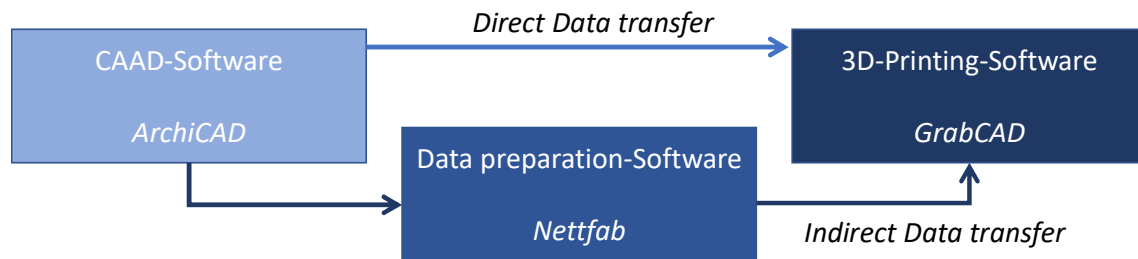 Direct Data transfer
CAAD-Software
ArchiCAD
3D-Printing-Software
GrabCAD
Data preparation-Software
Nettfab
Indirect Data transfer